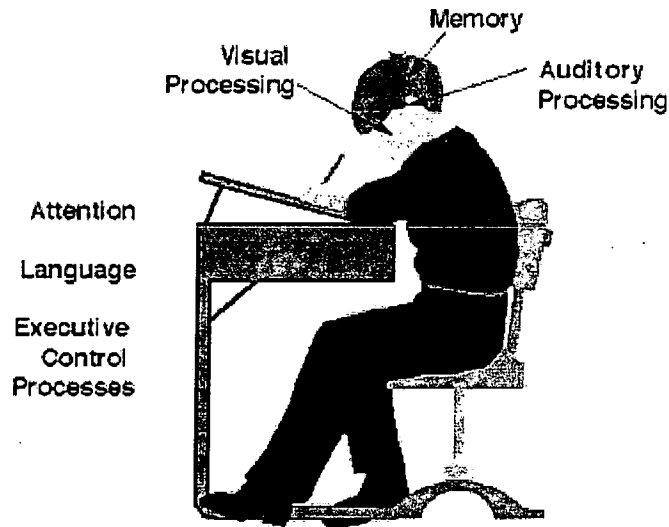 Memory
Visual
Processing
Auditory
Processing
Attention
Language
Executive
Control
Processes